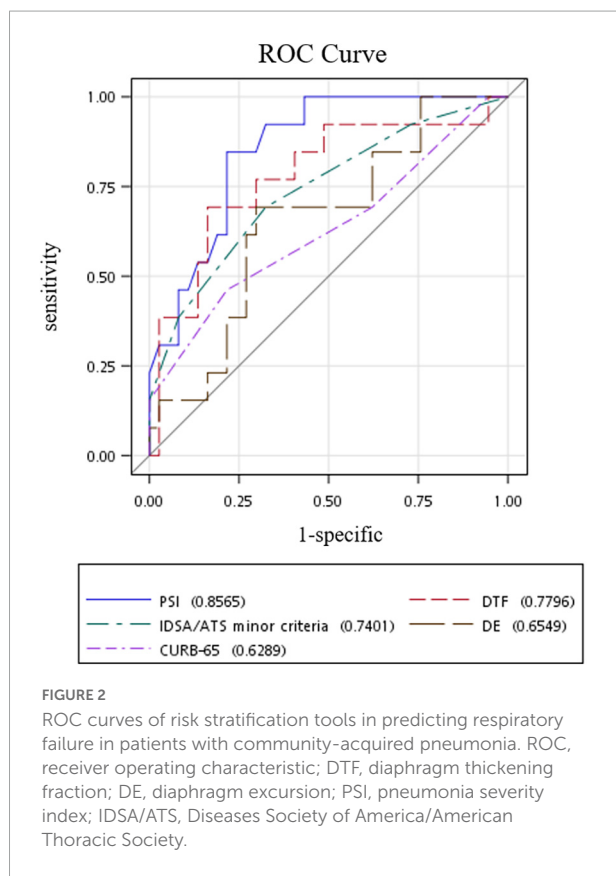 ROC Curve
1.00
0.75
0.50
0.25
0.00
sensitivity
0.00 0.25 0.50 0.75 1.00
1-specific
PSI (0.8565) DTF (0.7796)
IDSA/ATS minor criteria (0.7401) DE (0.6549)
CURB-65 (0.6289)
FIGURE 2
ROC curves of risk stratification tools in predicting respiratory
failure in patients with community-acquired pneumonia. ROC,
receiver operating characteristic; DTF, diaphragm thickening
fraction; DE, diaphragm excursion; PSI, pneumonia severity
index; IDSA/ATS, Diseases Society of America/American
Thoracic Society.